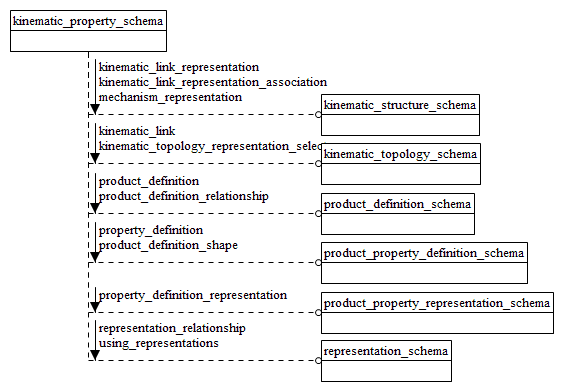 kinematic_property_schema
kinematic_link_representation
kinematic_link_representation_association
mechanism_representation
kinematic_structure_schema
kinematic_link
kinematic_topology_representation_selec
kinematic_topology_schema
product_definition
product_definition_relationship
product_definition_schema
property_definition
product_definition_shape
product_property_definition_schema
property_definition_representation
product_property_representation_schema
representation_relationship
using_representations
representation_schema